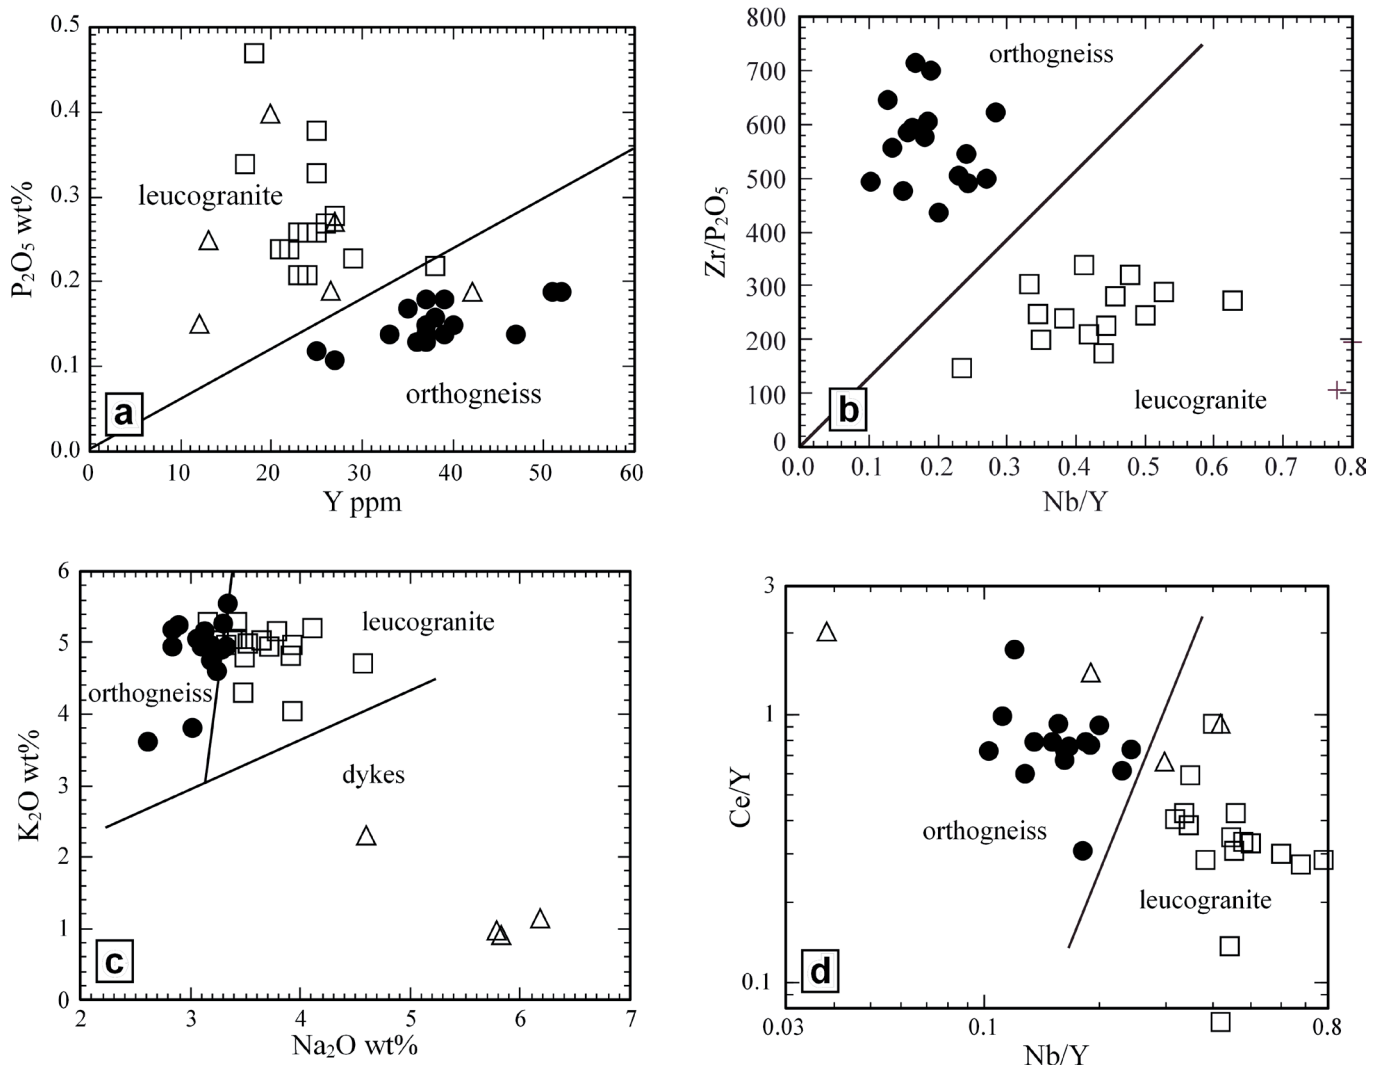 0.5
0.4
0.3
0.2
0.1
0.0
P₂O₅ wt%
leucogranite
orthogneiss
a
0 10 20 30 40 50 60
Y ppm
800
700
600
500
400
300
200
100
0
Zr/P₂O₅
orthogneiss
leucogranite
b
0.0 0.1 0.2 0.3 0.4 0.5 0.6 0.7 0.8
Nb/Y
6
5
4
3
2
1
0
K₂O wt%
leucogranite
orthogneiss
dykes
c
2 3 4 5 6 7
Na₂O wt%
3
1
0.1
Ce/Y
orthogneiss
leucogranite
d
0.03 0.1 0.8
Nb/Y